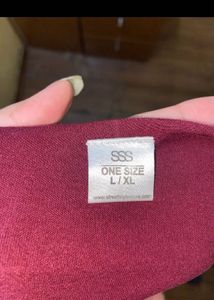 SSS
ONE SIZE
L / XL